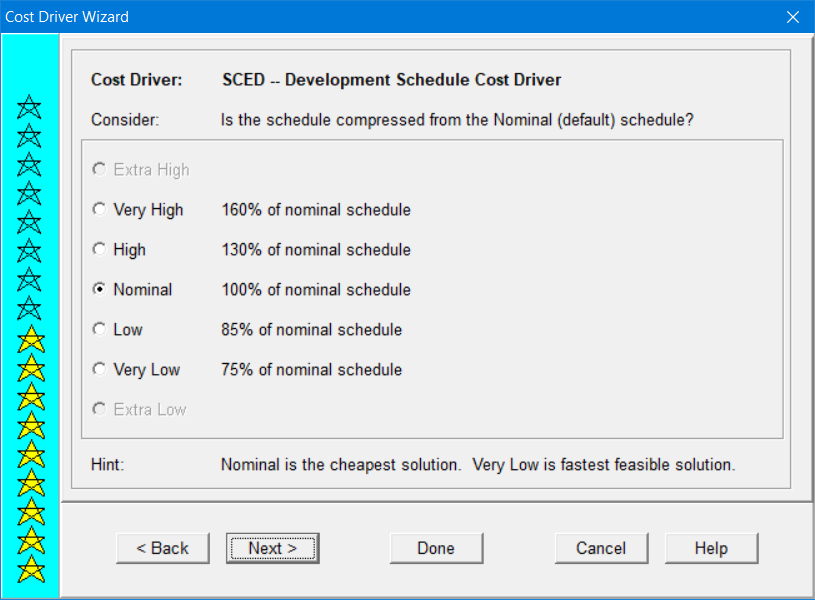 Cost Driver Wizard
Cost Driver: SCED -- Development Schedule Cost Driver
Consider: Is the schedule compressed from the Nominal (default) schedule?
Extra High
Very High 160% of nominal schedule
High 130% of nominal schedule
Nominal 100% of nominal schedule
Low 85% of nominal schedule
Very Low 75% of nominal schedule
Extra Low
Hint: Nominal is the cheapest solution. Very Low is fastest feasible solution.
< Back Next > Done Cancel Help